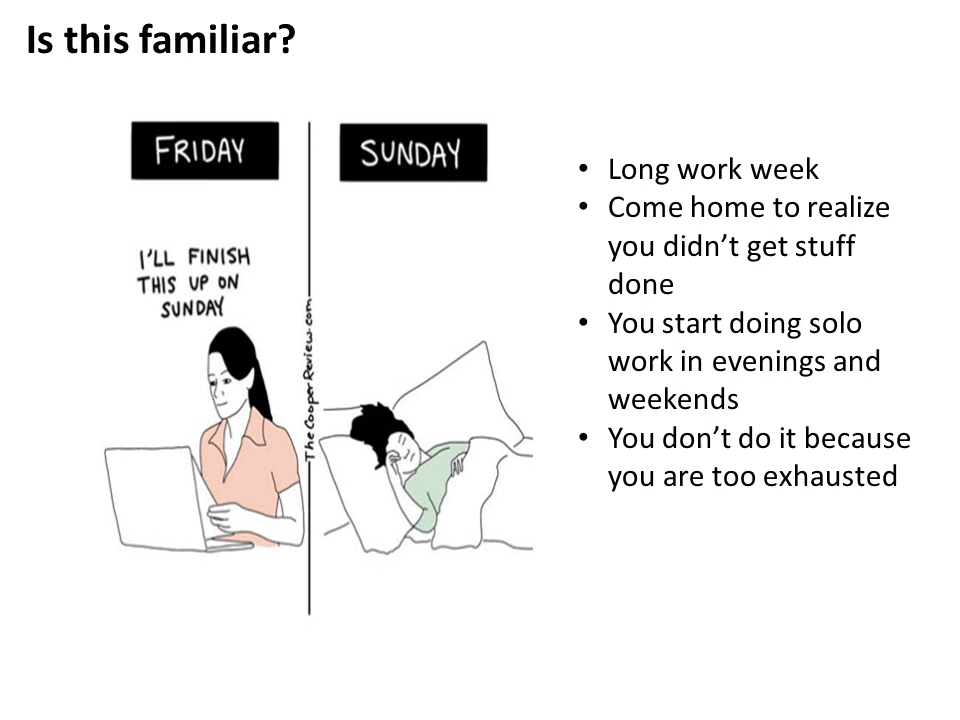 Is this familiar?
FRIDAY
SUNDAY
I'LL FINISH
THIS UP ON
SUNDAY
TheCooperReview.com
• Long work week
• Come home to realize
you didn't get stuff
done
• You start doing solo
work in evenings and
weekends
• You don't do it because
you are too exhausted